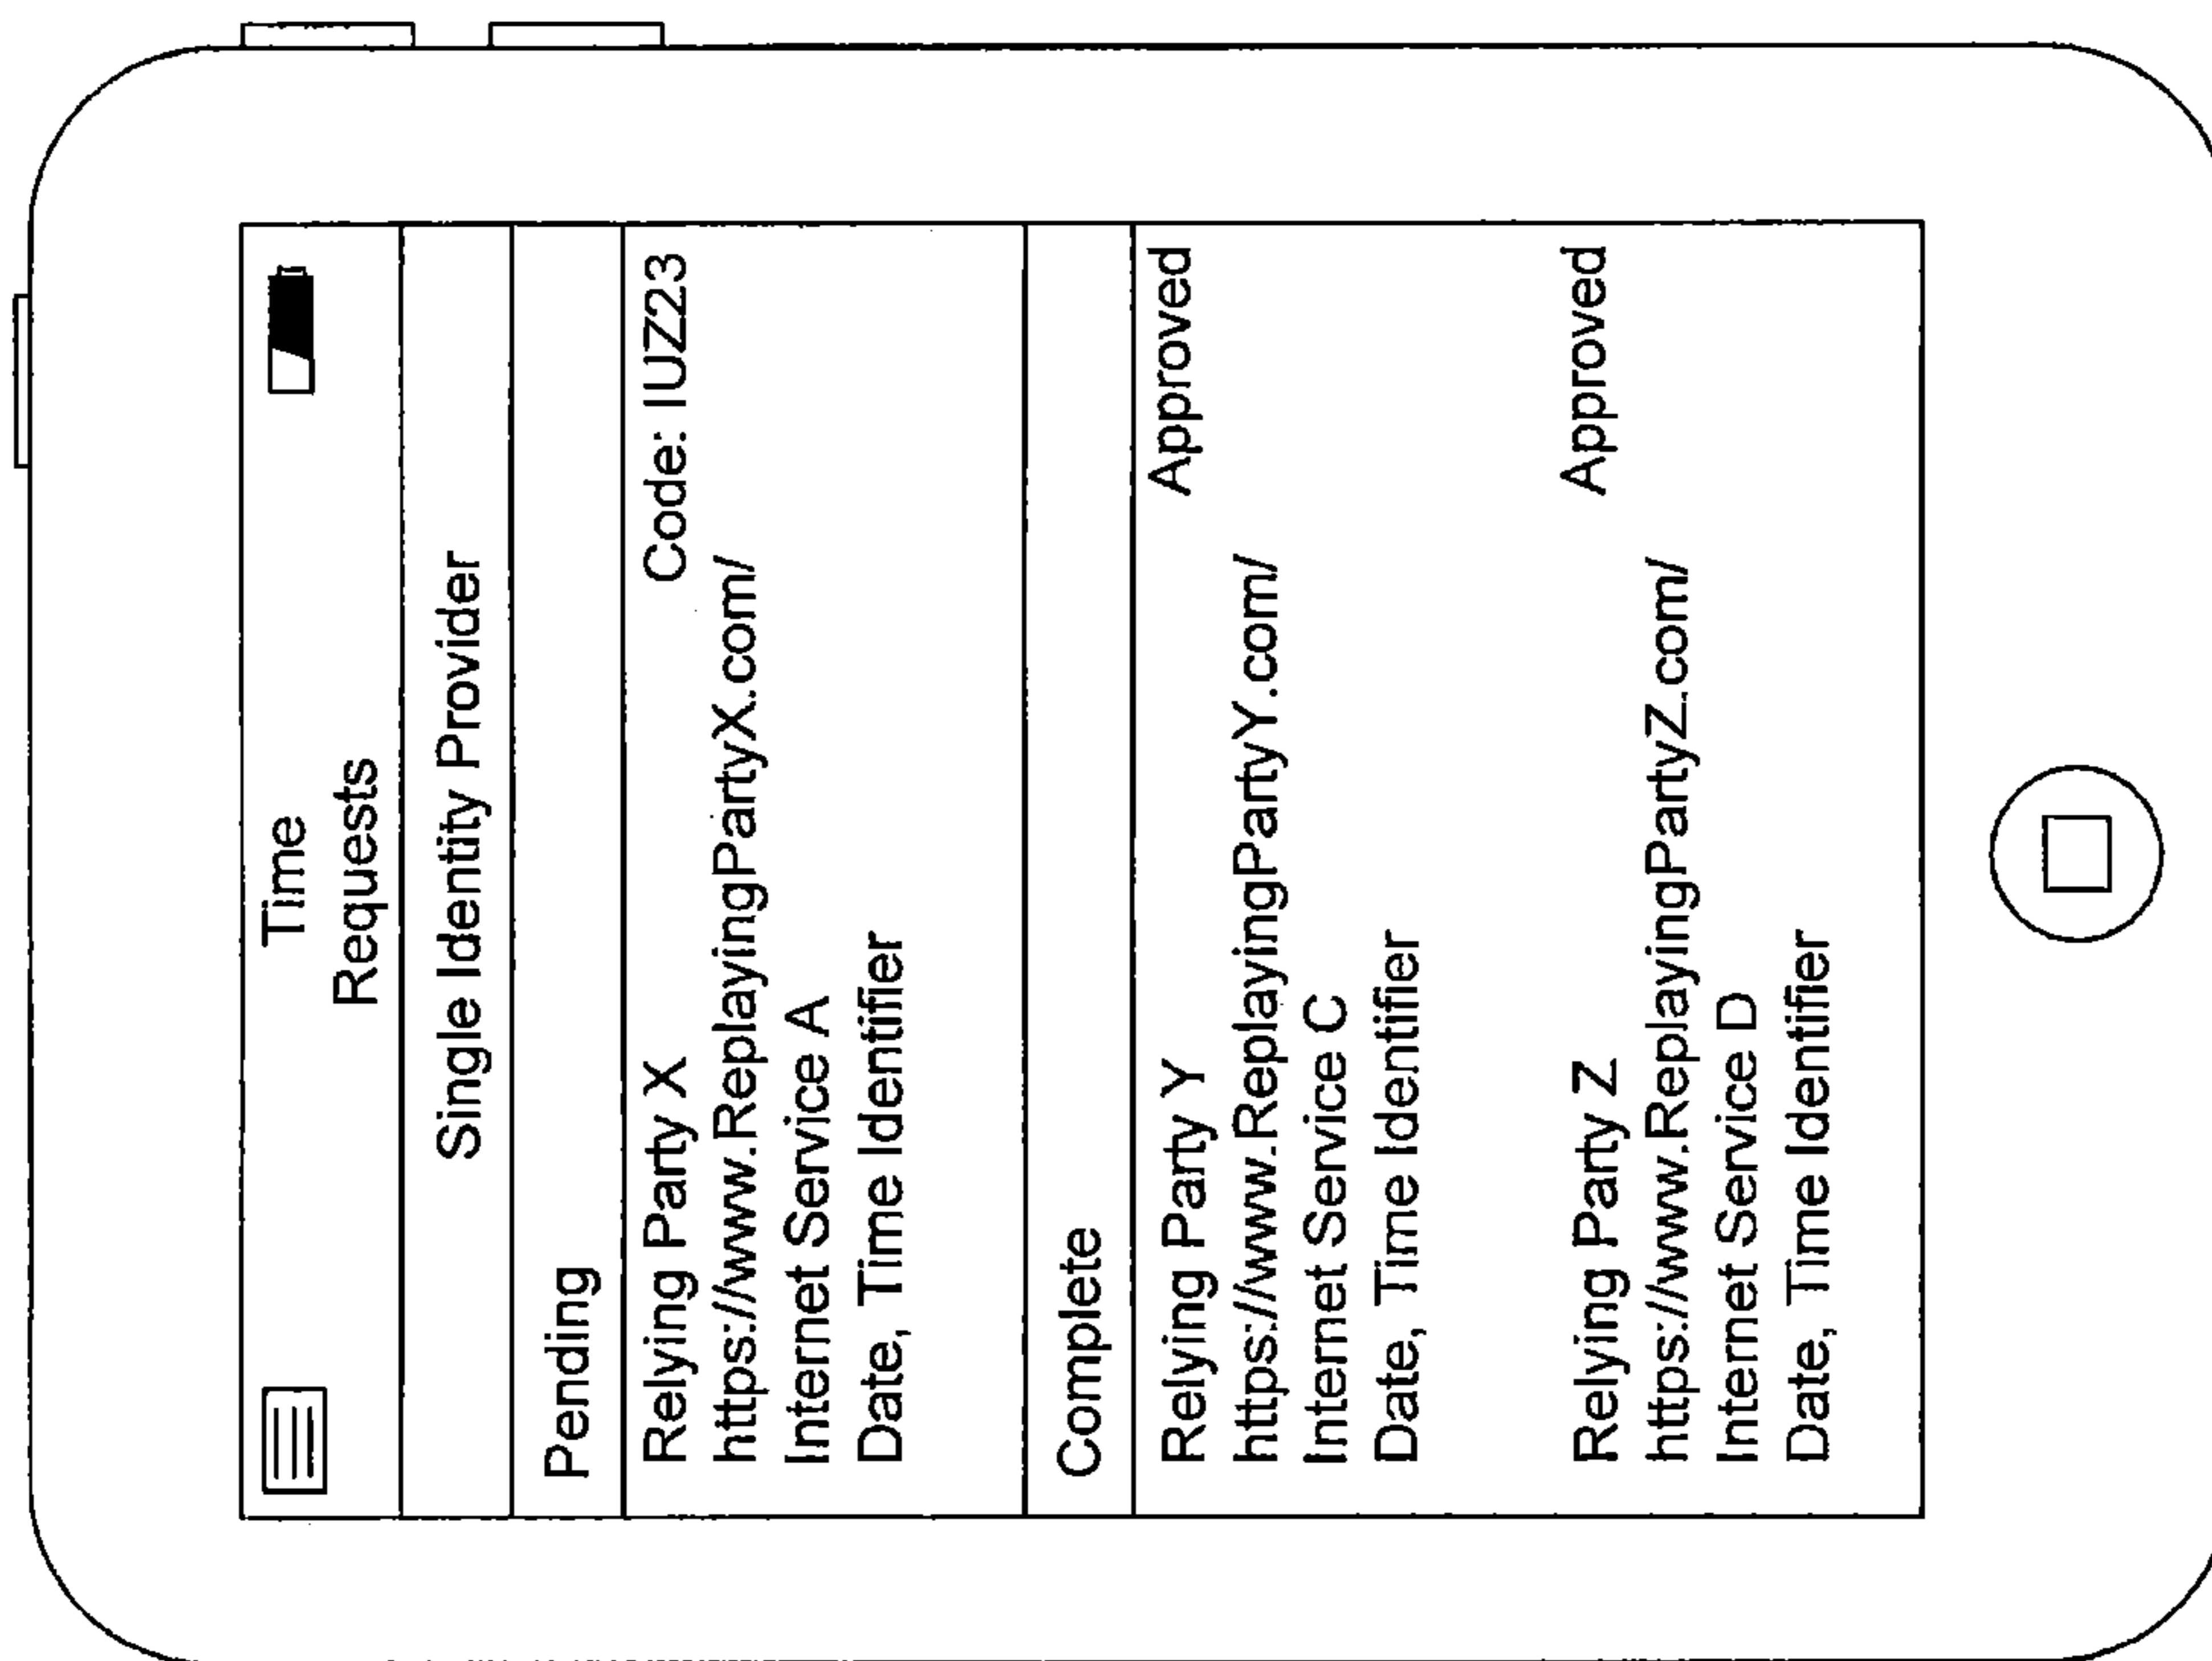 Time
Requests
Single Identity Provider
Pending
Relying Party X Code: IUZ23
https://www.ReplayingPartyX.com/
Internet Service A
Date, Time Identifier
Complete
Relying Party Y Approved
https://www.ReplayingPartyY.com/
Internet Service C
Date, Time Identifier
Relying Party Z Approved
https://www.ReplayingPartyZ.com/
Internet Service D
Date, Time Identifier